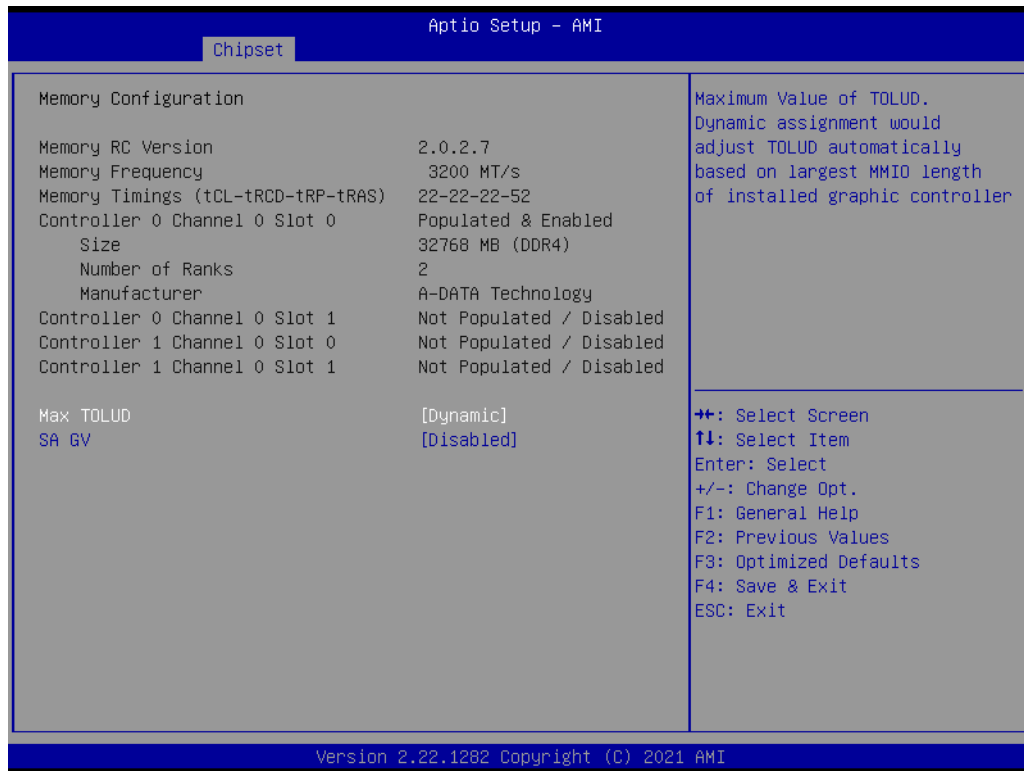 Aptio Setup – AMI
Chipset
Memory Configuration
Memory RC Version 2.0.2.7
Memory Frequency 3200 MT/s
Memory Timings (tCL-tRCD-tRP-tRAS) 22-22-22-52
Controller 0 Channel 0 Slot 0 Populated & Enabled
Size 32768 MB (DDR4)
Number of Ranks 2
Manufacturer A-DATA Technology
Controller 0 Channel 0 Slot 1 Not Populated / Disabled
Controller 1 Channel 0 Slot 0 Not Populated / Disabled
Controller 1 Channel 0 Slot 1 Not Populated / Disabled
Max TOLUD [Dynamic]
SA GV [Disabled]
Maximum Value of TOLUD.
Dynamic assignment would
adjust TOLUD automatically
based on largest MMIO length
of installed graphic controller
→←: Select Screen
↑↓: Select Item
Enter: Select
+/-: Change Opt.
F1: General Help
F2: Previous Values
F3: Optimized Defaults
F4: Save & Exit
ESC: Exit
Version 2.22.1282 Copyright (C) 2021 AMI